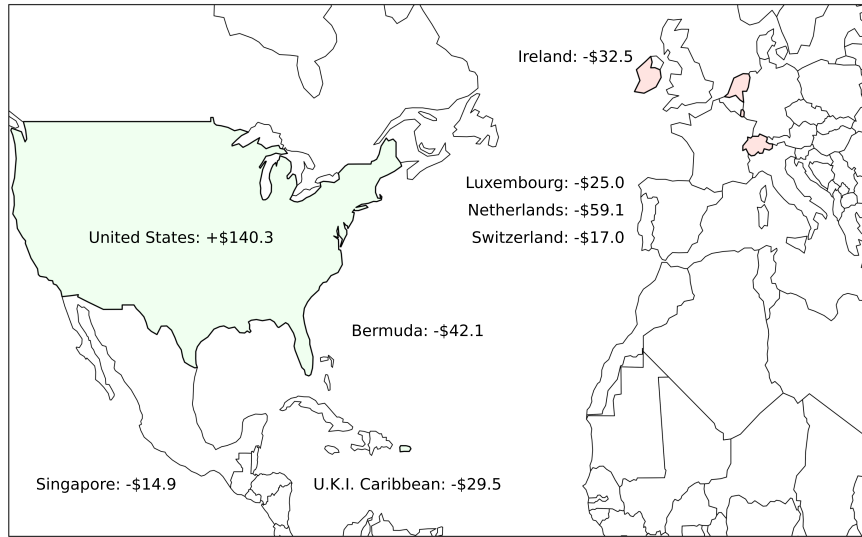 Ireland: -$32.5
Luxembourg: -$25.0
Netherlands: -$59.1
Switzerland: -$17.0
United States: +$140.3
Bermuda: -$42.1
Singapore: -$14.9
U.K.I. Caribbean: -$29.5